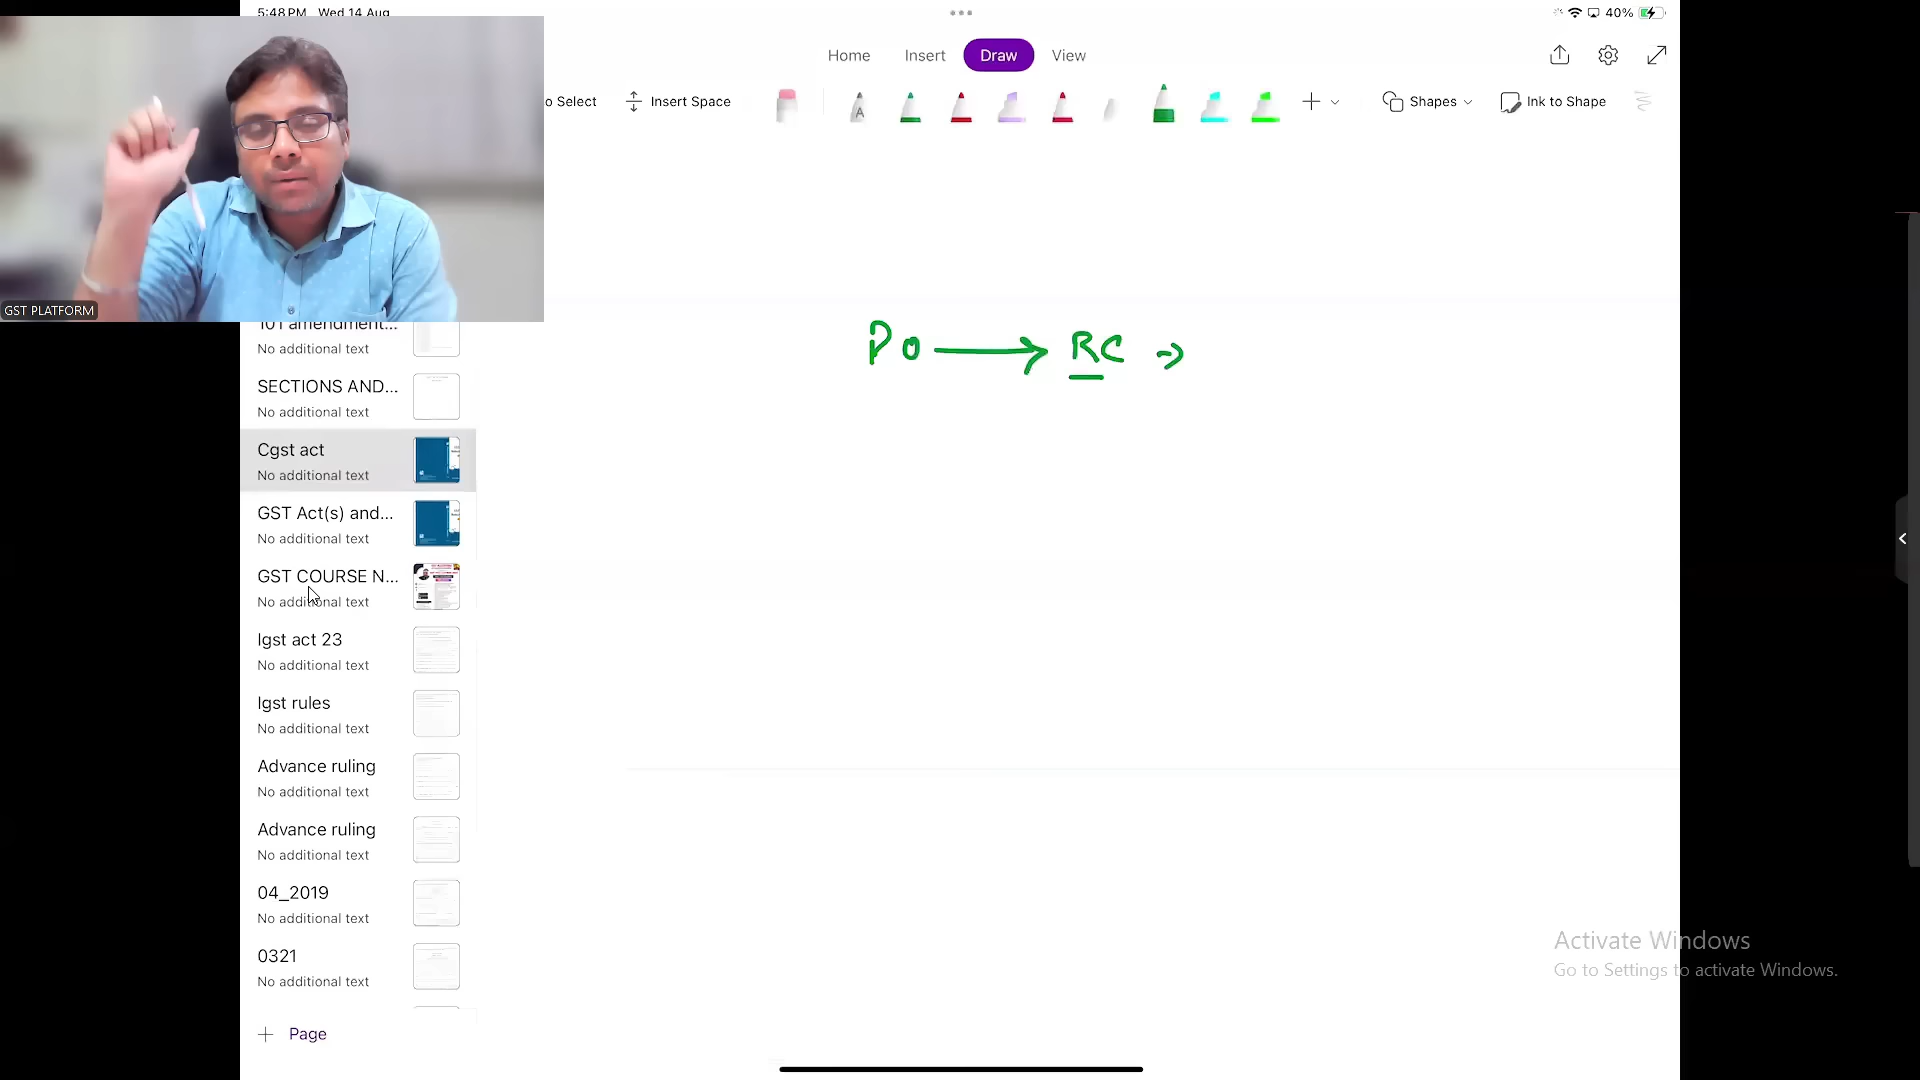 5:48 PM Wed 14 Aug
40%
Home Insert Draw View
o Select Insert Space
A
Shapes Ink to Shape
GST PLATFORM
101 amendment...
No additional text
SECTIONS AND...
No additional text
Cgst act
No additional text
GST Act(s) and...
No additional text
GST COURSE N...
No additional text
Igst act 23
No additional text
Igst rules
No additional text
Advance ruling
No additional text
Advance ruling
No additional text
04_2019
No additional text
0321
No additional text
Page
PO → RC →
Activate Windows
Go to Settings to activate Windows.